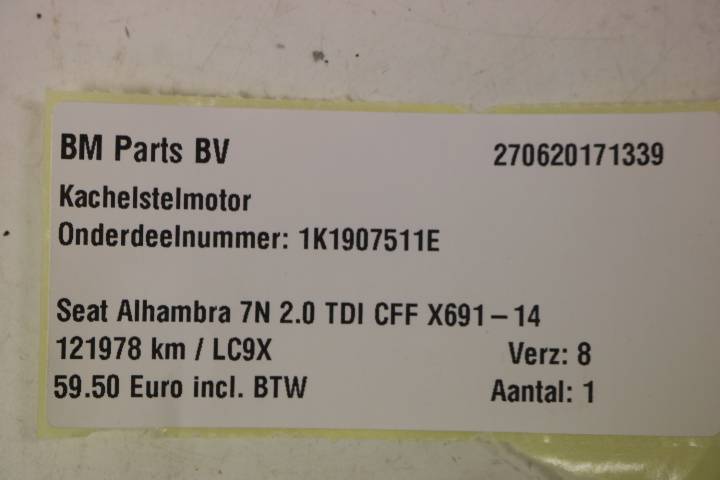 BM Parts BV 270620171339
Kachelstelmotor
Onderdeelnummer: 1K1907511E
Seat Alhambra 7N 2.0 TDI CFF X691-14
121978 km / LC9X Verz: 8
59.50 Euro incl. BTW Aantal: 1